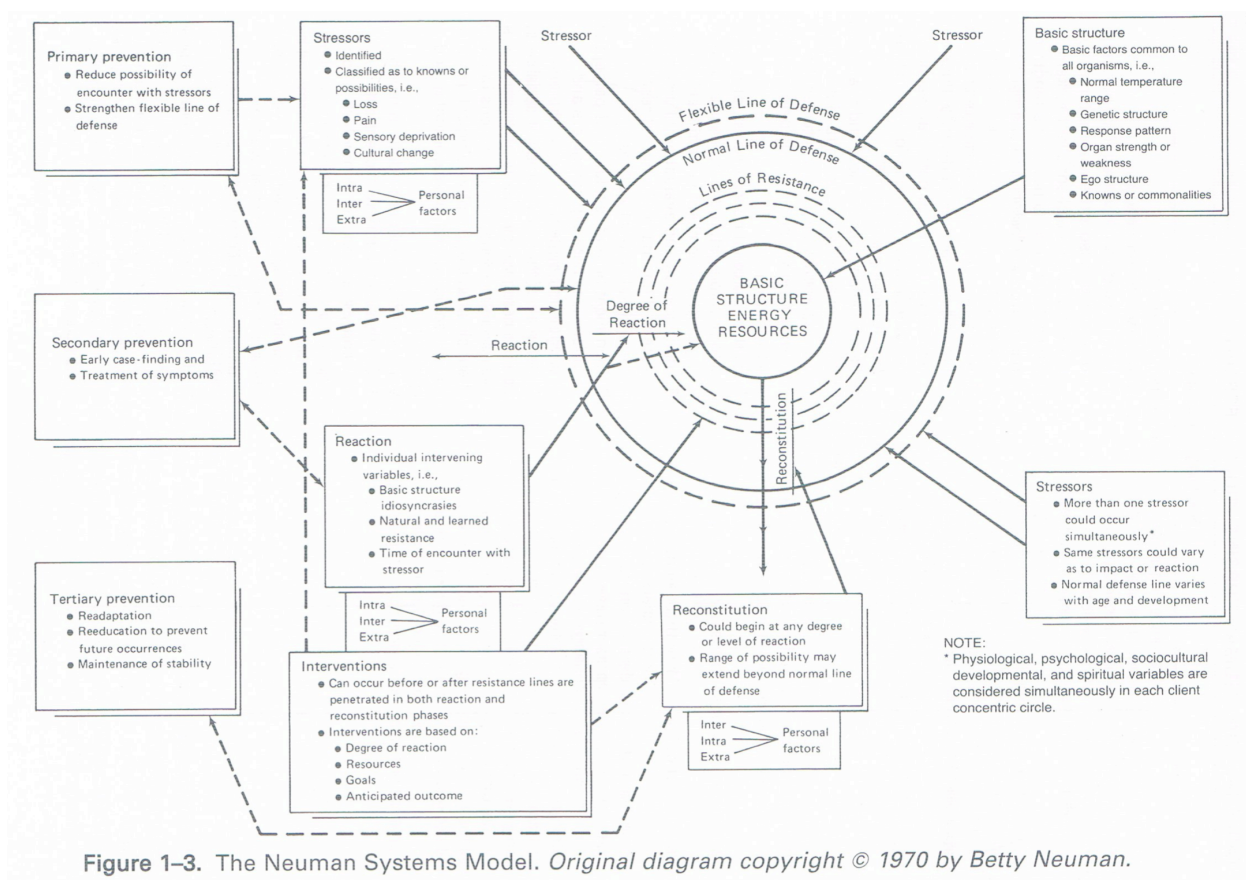 Primary prevention
● Reduce possibility of
encounter with stressors
● Strengthen flexible line of
defense
Stressors
● Identified
● Classified as to knowns or
possibilities, i.e.,
● Loss
● Pain
● Sensory deprivation
● Cultural change
Intra
Inter
Extra
Personal
factors
Stressor
Stressor
Basic structure
● Basic factors common to
all organisms, i.e.,
● Normal temperature
range
● Genetic structure
● Response pattern
● Organ strength or
weakness
● Ego structure
● Knowns or commonalities
Flexible Line of Defense
Normal Line of Defense
Lines of Resistance
BASIC
STRUCTURE
ENERGY
RESOURCES
Degree of
Reaction
Reaction
Reconstitution
Secondary prevention
● Early case-finding and
● Treatment of symptoms
Reaction
● Individual intervening
variables, i.e.,
● Basic structure
idiosyncrasies
● Natural and learned
resistance
● Time of encounter with
stressor
Intra
Inter
Extra
Personal
factors
Stressors
● More than one stressor
could occur
simultaneously*
● Same stressors could vary
as to impact or reaction
● Normal defense line varies
with age and development
Tertiary prevention
● Readaptation
● Reeducation to prevent
future occurrences
● Maintenance of stability
Interventions
● Can occur before or after resistance lines are
penetrated in both reaction and
reconstitution phases
● Interventions are based on:
● Degree of reaction
● Resources
● Goals
● Anticipated outcome
Reconstitution
● Could begin at any degree
or level of reaction
● Range of possibility may
extend beyond normal line
of defense
Inter
Intra
Extra
Personal
factors
NOTE:
* Physiological, psychological, sociocultural
developmental, and spiritual variables are
considered simultaneously in each client
concentric circle.
Figure 1–3. The Neuman Systems Model. Original diagram copyright © 1970 by Betty Neuman.